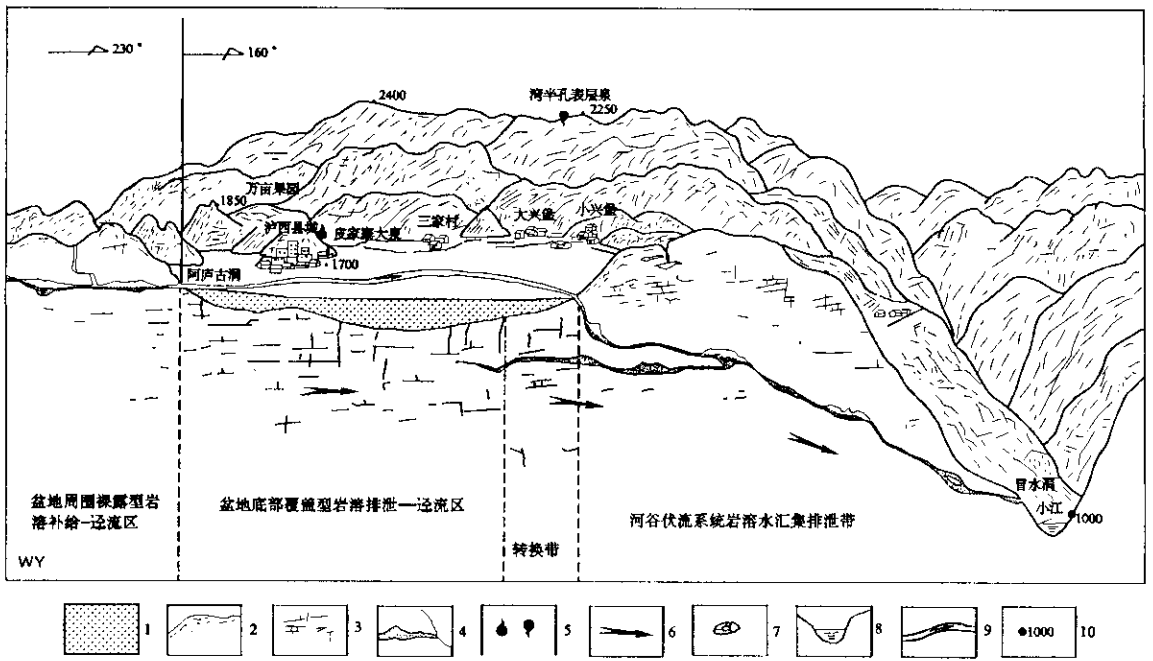 230°
160°
2400
湾半孔表层泉
2250
万亩果园
1850
泸西县城
皮家寨大泉
三家村
大兴堡
小兴堡
1700
阿庐古洞
冒水洞
小江
1000
盆地周围裸露型岩
溶补给-迳流区
盆地底部覆盖型岩溶排泄—迳流区
转换带
河谷伏流系统岩溶水汇集排泄带
WY
1
2
3
4
5
6
7
8
9
1000
10